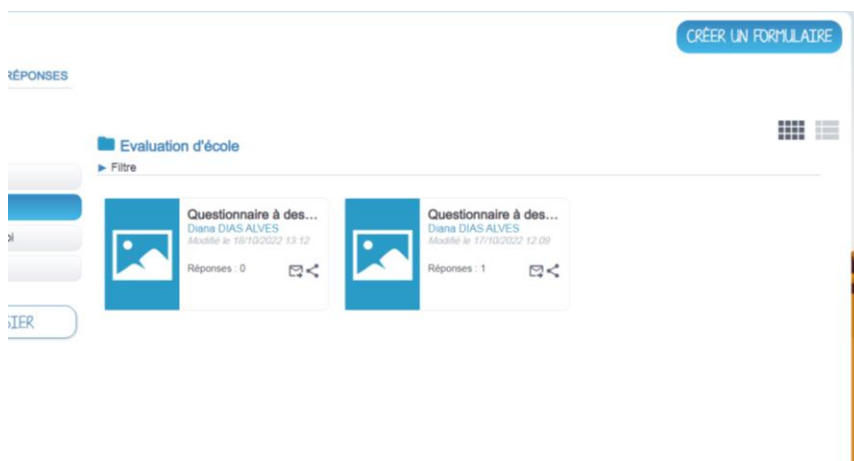 CRÉER UN FORMULAIRE
RÉPONSES
Evaluation d'école
Filtre
Questionnaire à des...
Diana DIAS ALVES
Modifié le 18/10/2022 13:12
Réponses : 0
Questionnaire à des...
Diana DIAS ALVES
Modifié le 17/10/2022 12:09
Réponses : 1